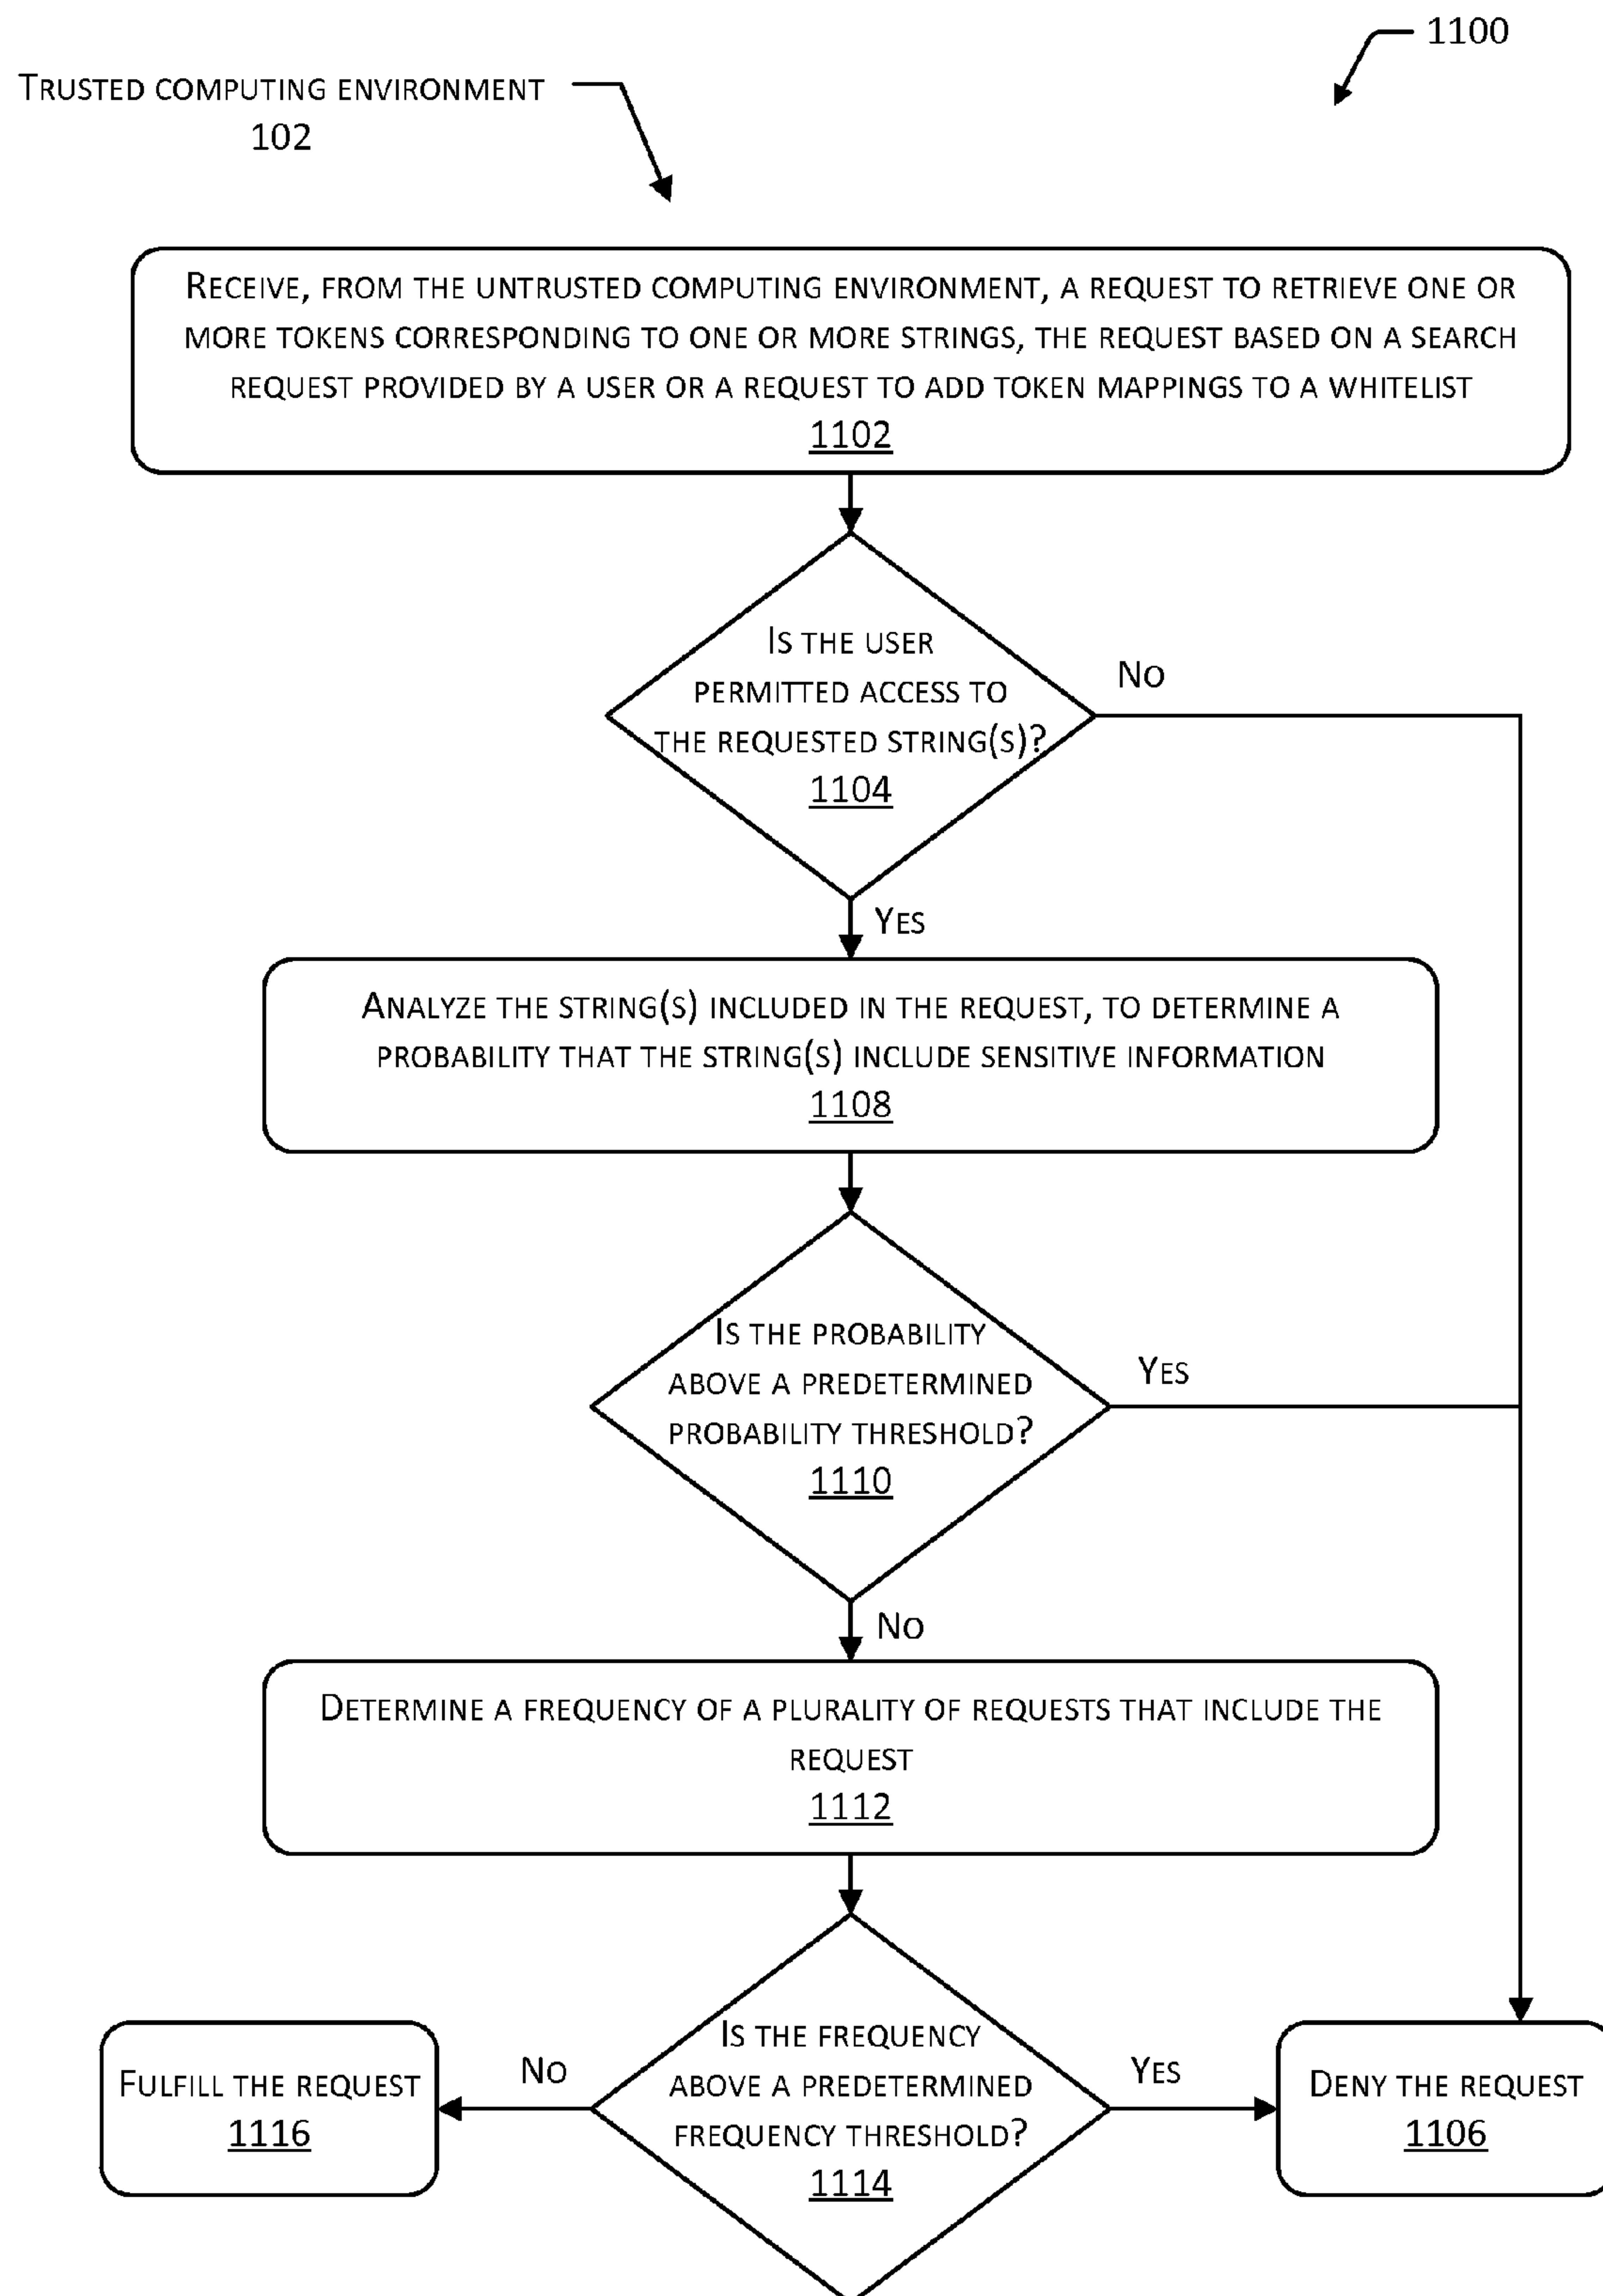 1100
Trusted computing environment
102
Receive, from the untrusted computing environment, a request to retrieve one or
more tokens corresponding to one or more strings, the request based on a search
request provided by a user or a request to add token mappings to a whitelist
1102
Is the user
permitted access to
the requested string(s)?
1104
No
Yes
Analyze the string(s) included in the request, to determine a
probability that the string(s) include sensitive information
1108
Is the probability
above a predetermined
probability threshold?
1110
Yes
No
Determine a frequency of a plurality of requests that include the
request
1112
Is the frequency
above a predetermined
frequency threshold?
1114
No
Yes
Fulfill the request
1116
Deny the request
1106